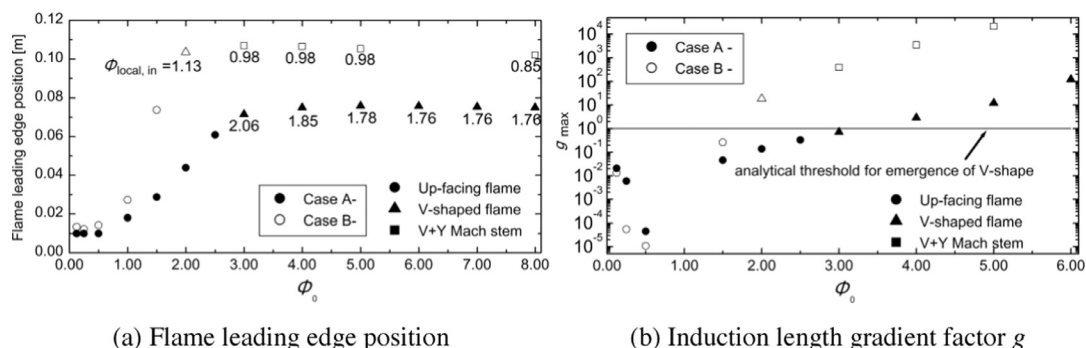 0.12
0.10
0.08
0.06
0.04
0.02
0.00
Flame leading edge position [m]
Φlocal, in =1.13
0.98 0.98 0.98 0.85
2.06 1.85 1.78 1.76 1.76 1.76
Case A-
Case B-
Up-facing flame
V-shaped flame
V+Y Mach stem
0.00 1.00 2.00 3.00 4.00 5.00 6.00 7.00 8.00
Φ0
(a) Flame leading edge position
10^4
10^3
10^2
10^1
10^0
10^-1
10^-2
10^-3
10^-4
10^-5
g max
Case A -
Case B -
analytical threshold for emergence of V-shape
Up-facing flame
V-shaped flame
V+Y Mach stem
0.00 1.00 2.00 3.00 4.00 5.00 6.00
Φ0
(b) Induction length gradient factor g